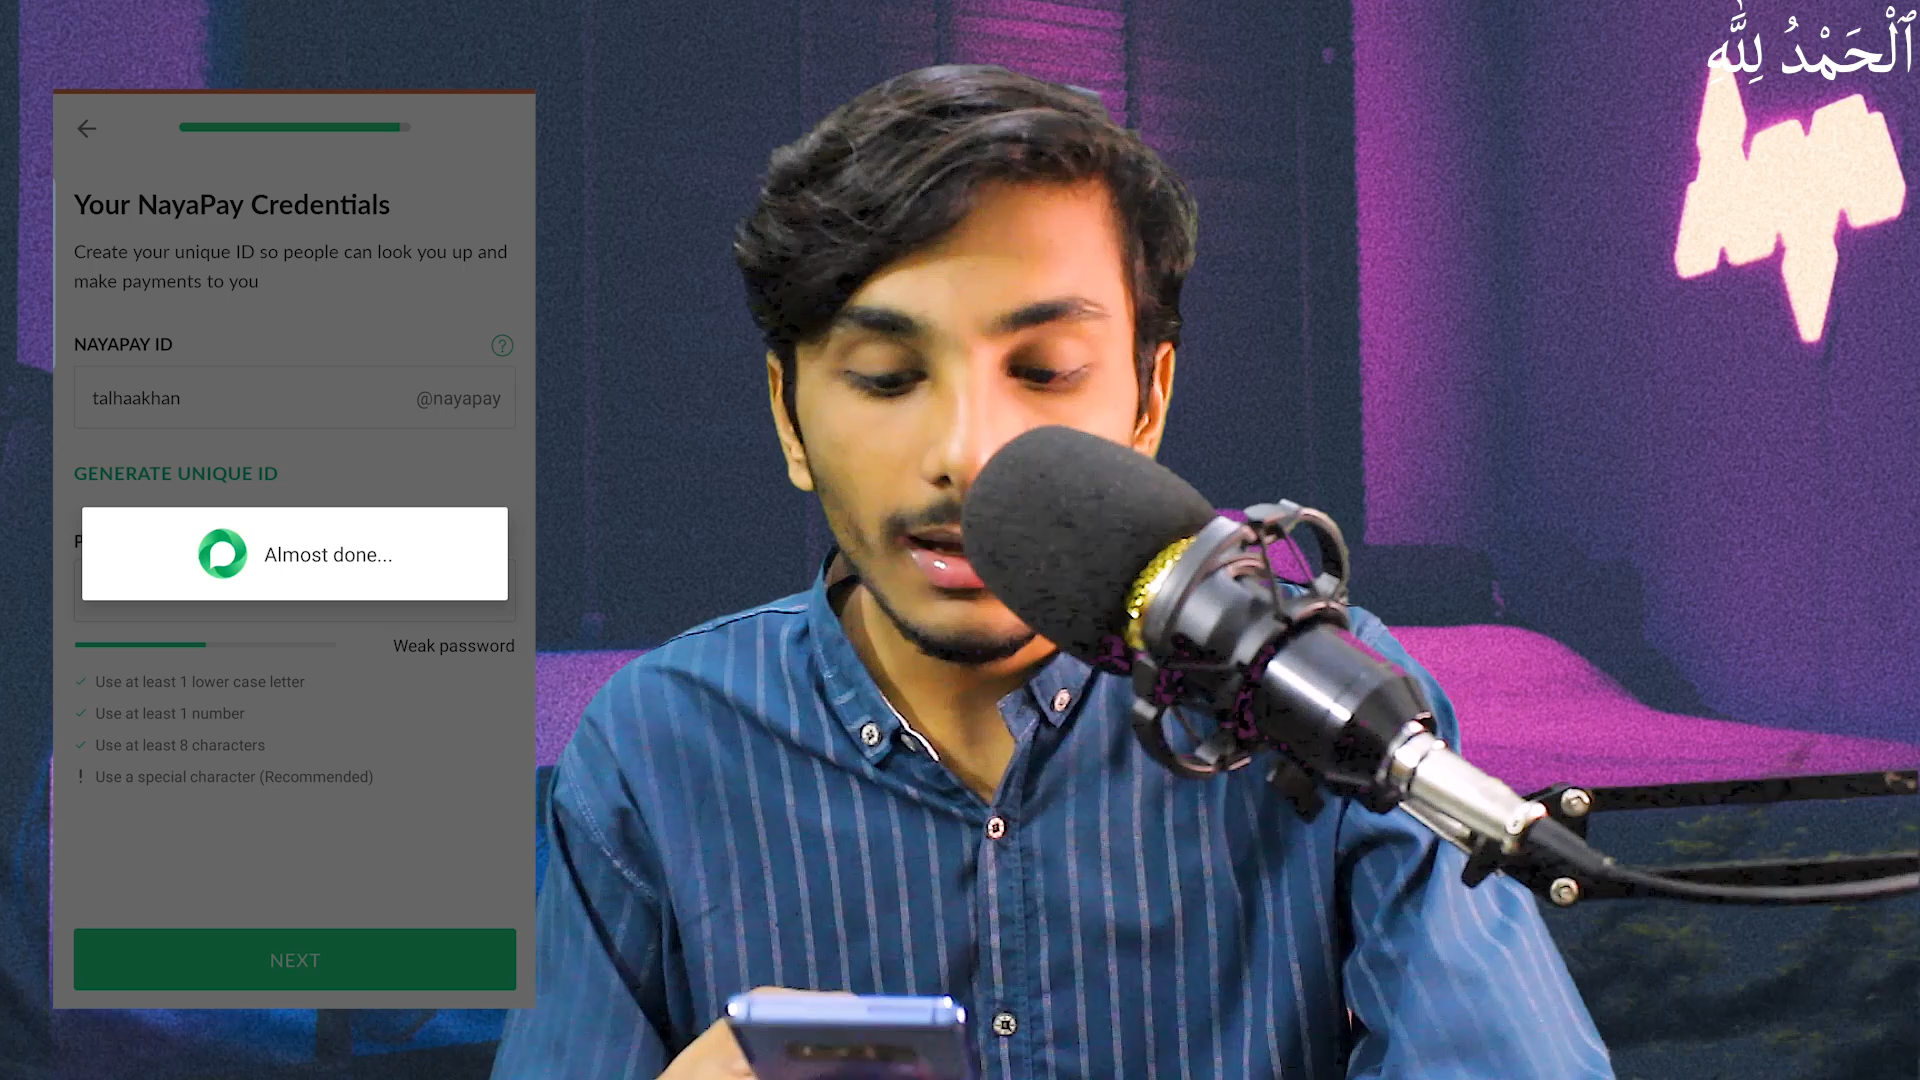 ٱلْحَمْدُ لِلَّٰه
Your NayaPay Credentials
Create your unique ID so people can look you up and
make payments to you
NAYAPAY ID
talhaakhan @nayapay
GENERATE UNIQUE ID
Almost done...
Weak password
Use at least 1 lower case letter
Use at least 1 number
Use at least 8 characters
! Use a special character (Recommended)
NEXT